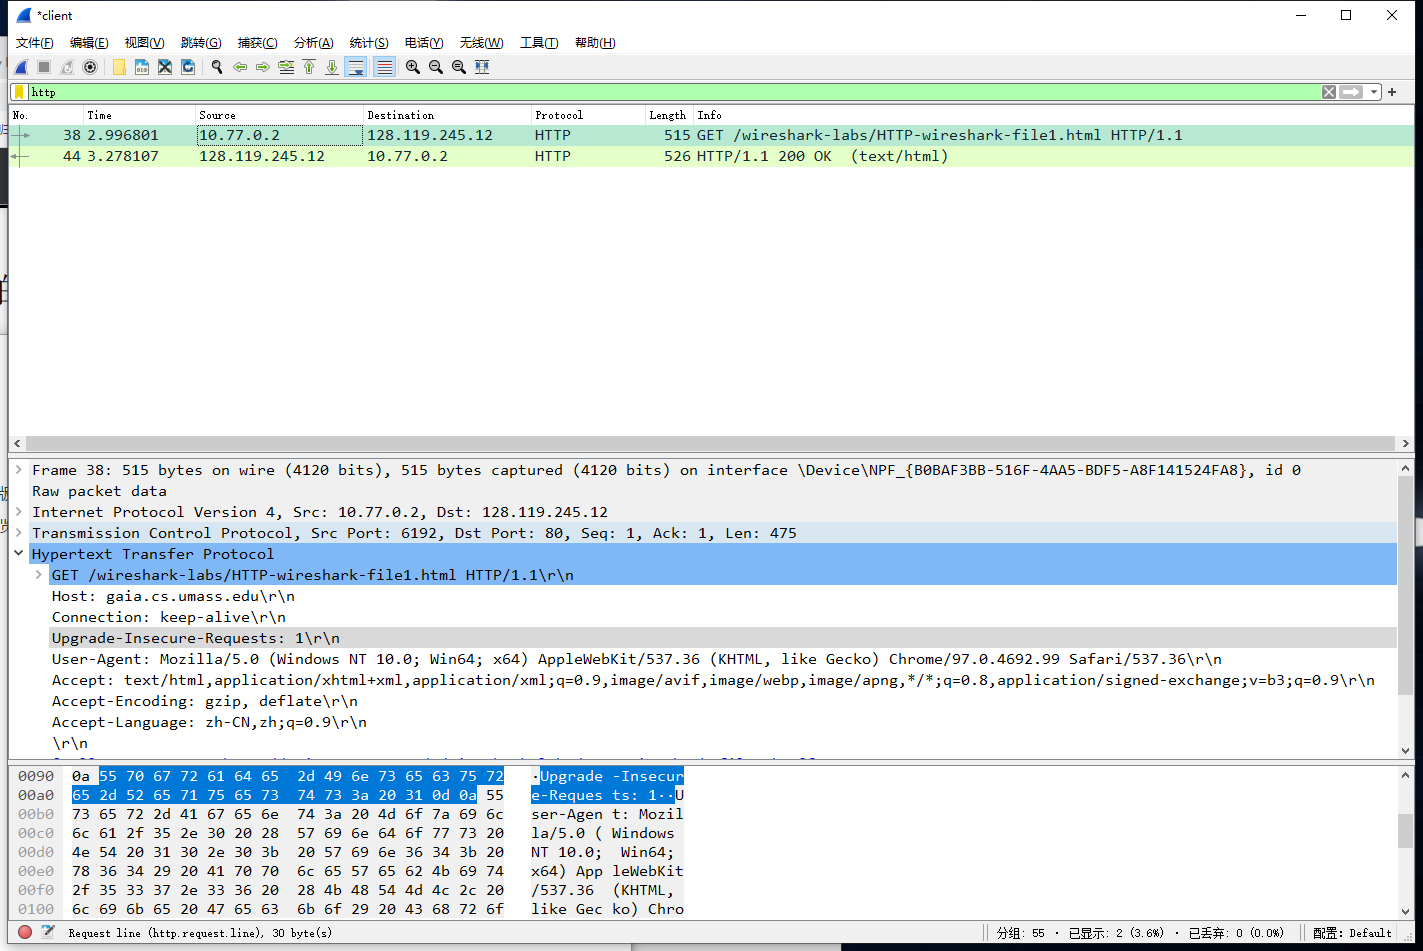 *client
文件(F) 编辑(E) 视图(V) 跳转(G) 捕获(C) 分析(A) 统计(S) 电话(Y) 无线(W) 工具(T) 帮助(H)
http
No. Time Source Destination Protocol Length Info
38 2.996801 10.77.0.2 128.119.245.12 HTTP 515 GET /wireshark-labs/HTTP-wireshark-file1.html HTTP/1.1
44 3.278107 128.119.245.12 10.77.0.2 HTTP 526 HTTP/1.1 200 OK (text/html)
Frame 38: 515 bytes on wire (4120 bits), 515 bytes captured (4120 bits) on interface \Device\NPF_{B0BAF3BB-516F-4AA5-BDF5-A8F141524FA8}, id 0
Raw packet data
Internet Protocol Version 4, Src: 10.77.0.2, Dst: 128.119.245.12
Transmission Control Protocol, Src Port: 6192, Dst Port: 80, Seq: 1, Ack: 1, Len: 475
Hypertext Transfer Protocol
GET /wireshark-labs/HTTP-wireshark-file1.html HTTP/1.1\r\n
Host: gaia.cs.umass.edu\r\n
Connection: keep-alive\r\n
Upgrade-Insecure-Requests: 1\r\n
User-Agent: Mozilla/5.0 (Windows NT 10.0; Win64; x64) AppleWebKit/537.36 (KHTML, like Gecko) Chrome/97.0.4692.99 Safari/537.36\r\n
Accept: text/html,application/xhtml+xml,application/xml;q=0.9,image/avif,image/webp,image/apng,*/*;q=0.8,application/signed-exchange;v=b3;q=0.9\r\n
Accept-Encoding: gzip, deflate\r\n
Accept-Language: zh-CN,zh;q=0.9\r\n
\r\n
0090 0a 55 70 67 72 61 64 65 2d 49 6e 73 65 63 75 72 ·Upgrade -Insecur
00a0 65 2d 52 65 71 75 65 73 74 73 3a 20 31 0d 0a 55 e-Reques ts: 1··U
00b0 73 65 72 2d 41 67 65 6e 74 3a 20 4d 6f 7a 69 6c ser-Agen t: Mozil
00c0 6c 61 2f 35 2e 30 20 28 57 69 6e 64 6f 77 73 20 la/5.0 ( Windows
00d0 4e 54 20 31 30 2e 30 3b 20 57 69 6e 36 34 3b 20 NT 10.0; Win64;
00e0 78 36 34 29 20 41 70 70 6c 65 57 65 62 4b 69 74 x64) App leWebKit
00f0 2f 35 33 37 2e 33 36 20 28 4b 48 54 4d 4c 2c 20 /537.36 (KHTML,
0100 6c 69 6b 65 20 47 65 63 6b 6f 29 20 43 68 72 6f like Gec ko) Chro
Request line (http.request.line), 30 byte(s) 分组: 55 · 已显示: 2 (3.6%) · 已丢弃: 0 (0.0%) 配置: Default